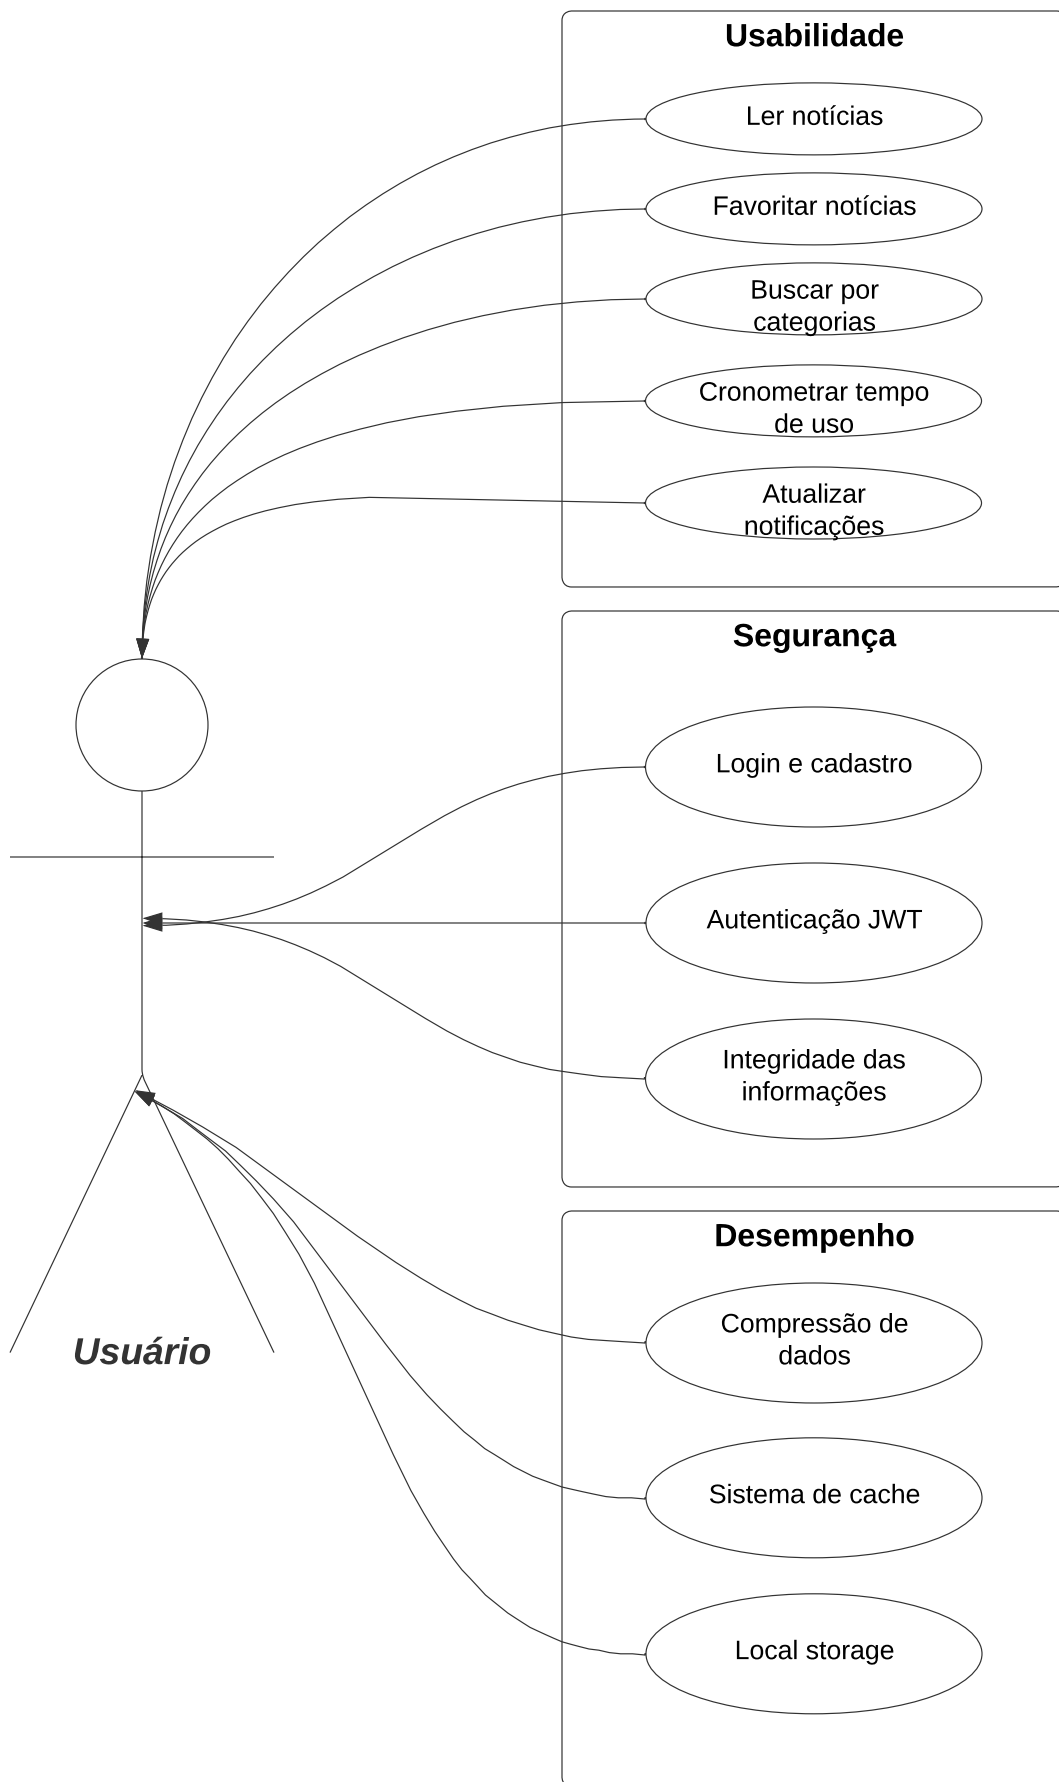 Usabilidade
Ler notícias
Favoritar notícias
Buscar por
categorias
Cronometrar tempo
de uso
Atualizar
notificações
Segurança
Login e cadastro
Autenticação JWT
Integridade das
informações
Desempenho
Compressão de
dados
Usuário
Sistema de cache
Local storage